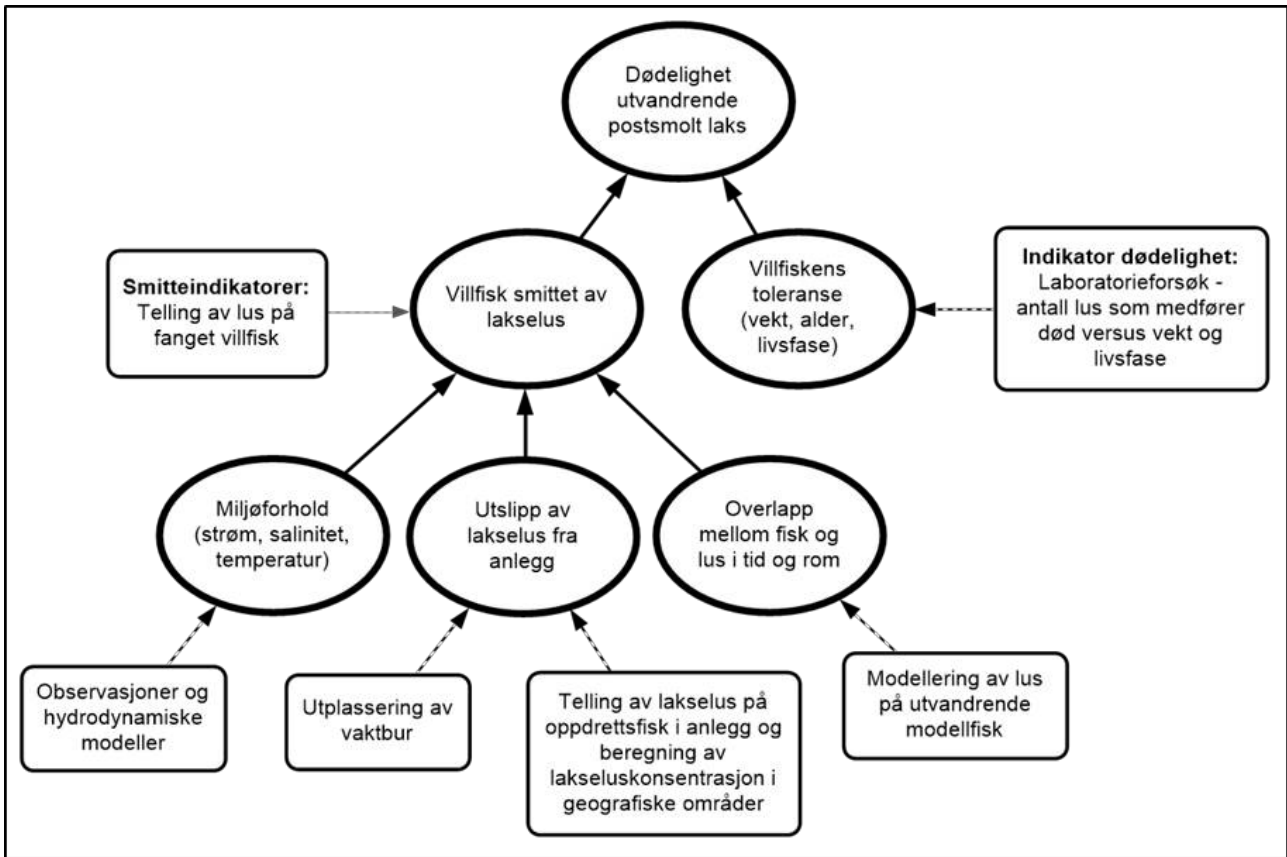 Dødelighet
utvandrende
postsmolt laks
Smitteindikatorer:
Telling av lus på
fanget villfisk
Villfisk smittet av
lakselus
Villfiskens
toleranse
(vekt, alder,
livsfase)
Indikator dødelighet:
Laboratorieforsøk -
antall lus som medfører
død versus vekt og
livsfase
Miljøforhold
(strøm, salinitet,
temperatur)
Utslipp av
lakselus fra
anlegg
Overlapp
mellom fisk og
lus i tid og rom
Observasjoner og
hydrodynamiske
modeller
Utplassering av
vaktbur
Telling av lakselus på
oppdrettsfisk i anlegg og
beregning av
lakseluskonsentrasjon i
geografiske områder
Modellering av lus
på utvandrende
modellfisk